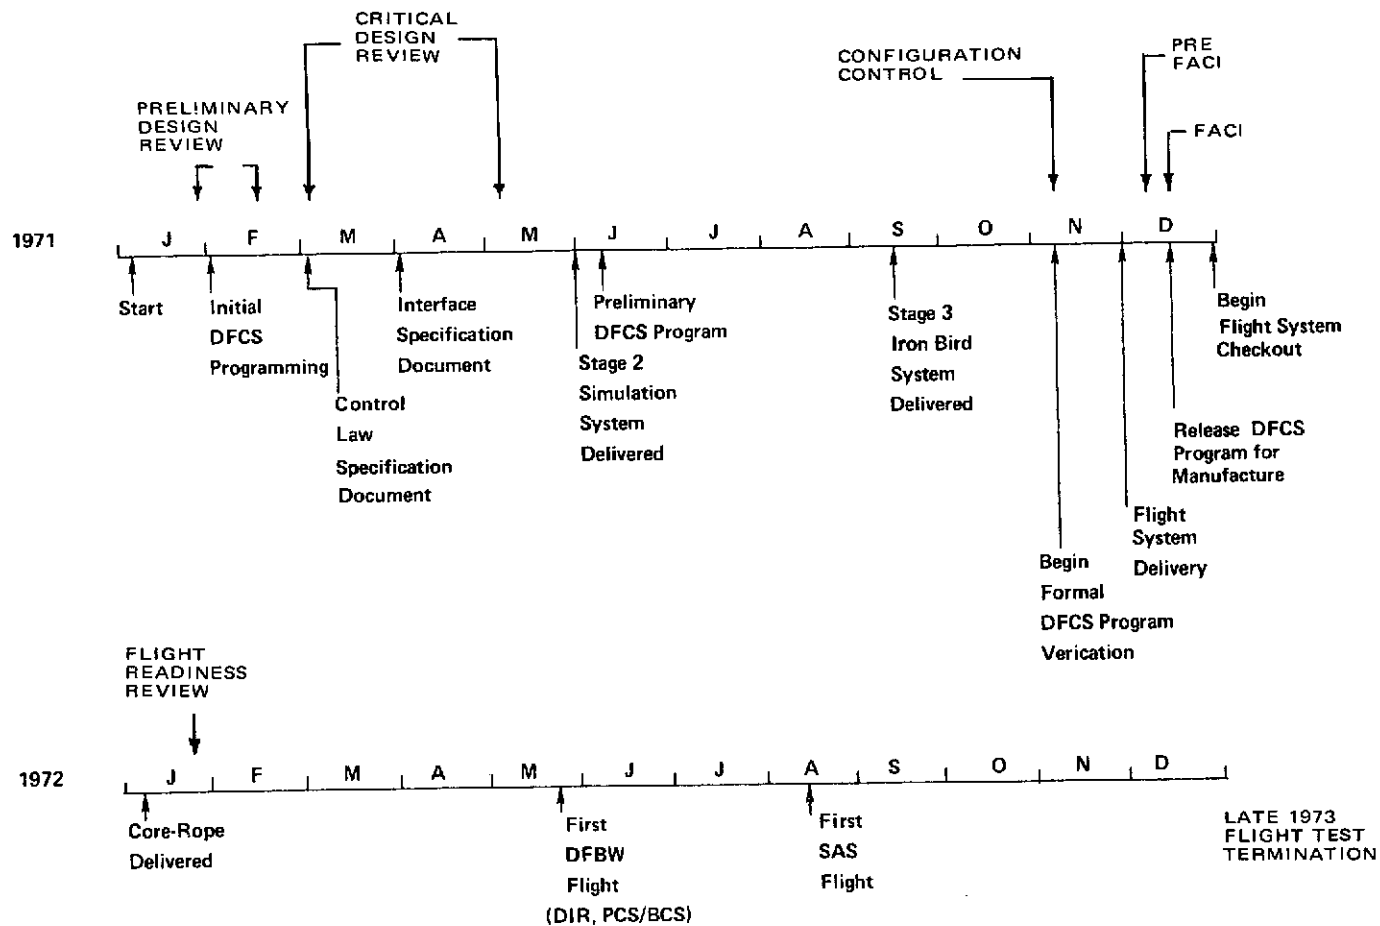 CRITICAL
DESIGN
REVIEW
PRELIMINARY
DESIGN
REVIEW
CONFIGURATION
CONTROL
PRE
FACI
FACI
1971
J F M A M J J A S O N D
Start
Initial
DFCS
Programming
Control
Law
Specification
Document
Interface
Specification
Document
Stage 2
Simulation
System
Delivered
Preliminary
DFCS Program
Stage 3
Iron Bird
System
Delivered
Begin
Formal
DFCS Program
Verication
Flight
System
Delivery
Release DFCS
Program for
Manufacture
Begin
Flight System
Checkout
FLIGHT
READINESS
REVIEW
1972
J F M A M J J A S O N D
Core-Rope
Delivered
First
DFBW
Flight
(DIR, PCS/BCS)
First
SAS
Flight
LATE 1973
FLIGHT TEST
TERMINATION